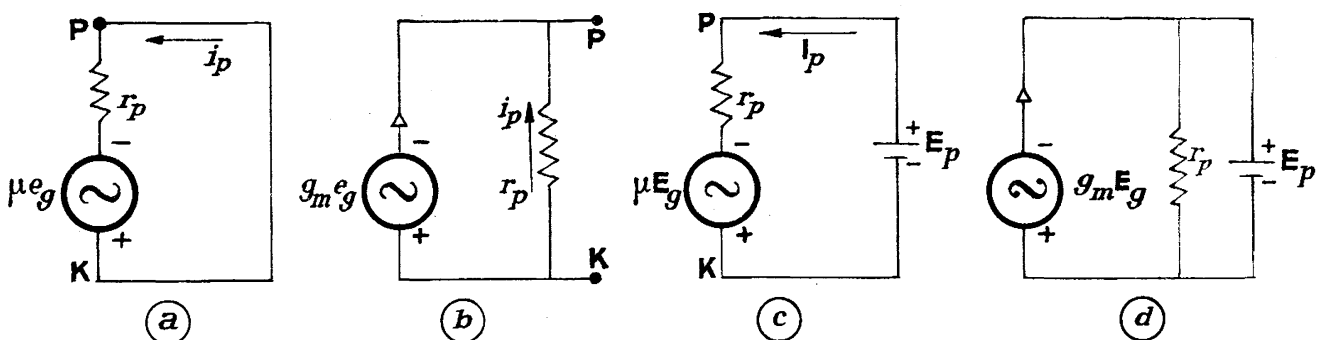 P
i_p
r_p
−
μe_g
+
K
a
P
i_p
−
g_m e_g
r_p
+
K
b
P
I_p
r_p
−
+
E_p
−
μE_g
+
K
c
−
r_p
+
E_p
−
g_m E_g
+
d